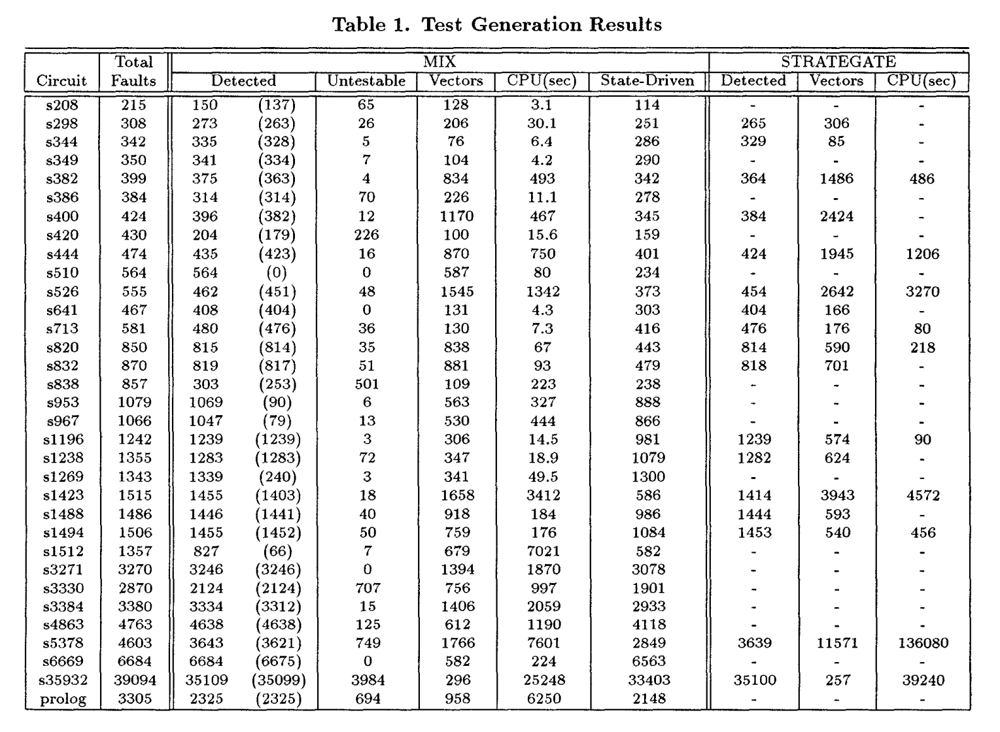 Table 1. Test Generation Results
Total MIX STRATEGATE
Circuit Faults Detected Untestable Vectors CPU(sec) State-Driven Detected Vectors CPU(sec)
s208 215 150 (137) 65 128 3.1 114 - - -
s298 308 273 (263) 26 206 30.1 251 265 306 -
s344 342 335 (328) 5 76 6.4 286 329 85 -
s349 350 341 (334) 7 104 4.2 290 - - -
s382 399 375 (363) 4 834 493 342 364 1486 486
s386 384 314 (314) 70 226 11.1 278 - - -
s400 424 396 (382) 12 1170 467 345 384 2424 -
s420 430 204 (179) 226 100 15.6 159 - - -
s444 474 435 (423) 16 870 750 401 424 1945 1206
s510 564 564 (0) 0 587 80 234 - - -
s526 555 462 (451) 48 1545 1342 373 454 2642 3270
s641 467 408 (404) 0 131 4.3 303 404 166 -
s713 581 480 (476) 36 130 7.3 416 476 176 80
s820 850 815 (814) 35 838 67 443 814 590 218
s832 870 819 (817) 51 881 93 479 818 701 -
s838 857 303 (253) 501 109 223 238 - - -
s953 1079 1069 (90) 6 563 327 888 - - -
s967 1066 1047 (79) 13 530 444 866 - - -
s1196 1242 1239 (1239) 3 306 14.5 981 1239 574 90
s1238 1355 1283 (1283) 72 347 18.9 1079 1282 624 -
s1269 1343 1339 (240) 3 341 49.5 1300 - - -
s1423 1515 1455 (1403) 18 1658 3412 586 1414 3943 4572
s1488 1486 1446 (1441) 40 918 184 986 1444 593 -
s1494 1506 1455 (1452) 50 759 176 1084 1453 540 456
s1512 1357 827 (66) 7 679 7021 582 - - -
s3271 3270 3246 (3246) 0 1394 1870 3078 - - -
s3330 2870 2124 (2124) 707 756 997 1901 - - -
s3384 3380 3334 (3312) 15 1406 2059 2933 - - -
s4863 4763 4638 (4638) 125 612 1190 4118 - - -
s5378 4603 3643 (3621) 749 1766 7601 2849 3639 11571 136080
s6669 6684 6684 (6675) 0 582 224 6563 - - -
s35932 39094 35109 (35099) 3984 296 25248 33403 35100 257 39240
prolog 3305 2325 (2325) 694 958 6250 2148 - - -